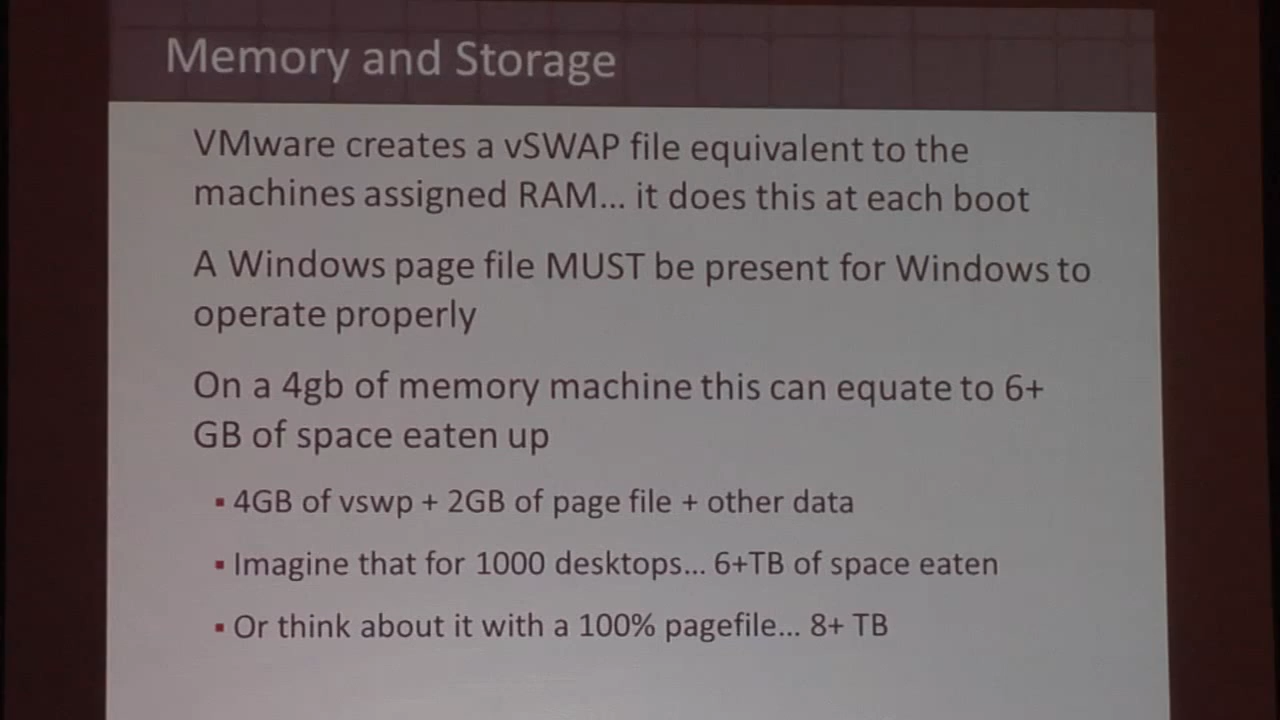 Memory and Storage
VMware creates a vSWAP file equivalent to the
machines assigned RAM... it does this at each boot
A Windows page file MUST be present for Windows to
operate properly
On a 4gb of memory machine this can equate to 6+
GB of space eaten up
▪ 4GB of vswp + 2GB of page file + other data
▪ Imagine that for 1000 desktops... 6+TB of space eaten
▪ Or think about it with a 100% pagefile... 8+ TB